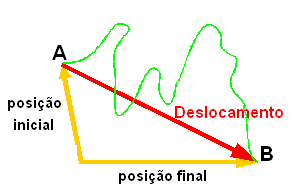 A
posição
inicial
Deslocamento
B
posição final